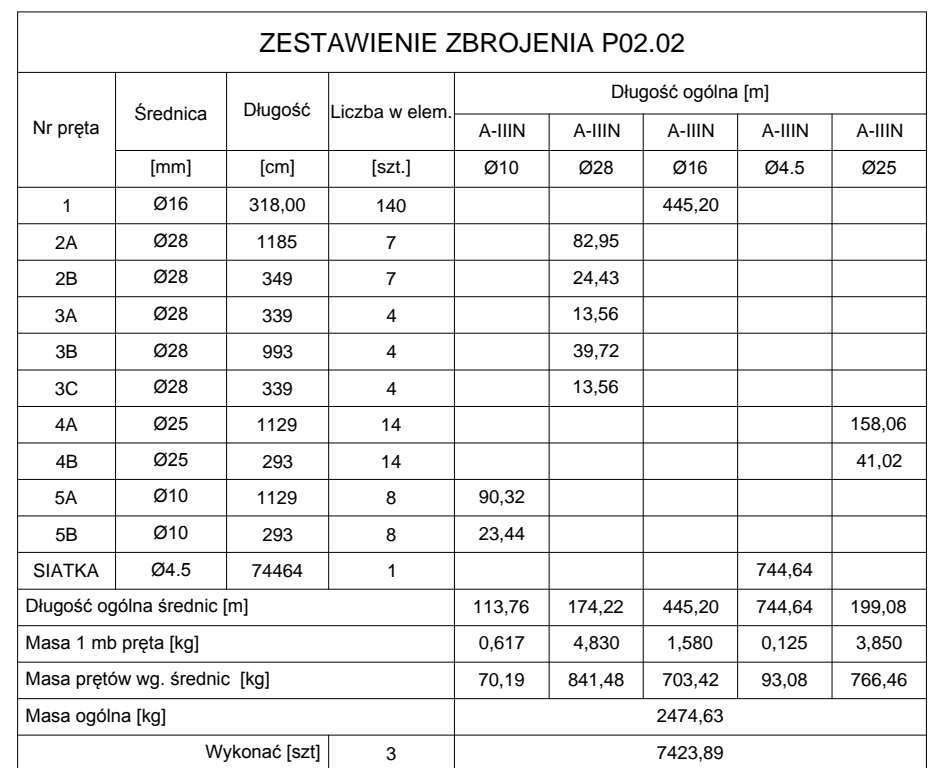 ZESTAWIENIE ZBROJENIA P02.02
Nr pręta Średnica Długość Liczba w elem. Długość ogólna [m]
A-IIIN A-IIIN A-IIIN A-IIIN A-IIIN
[mm] [cm] [szt.] Ø10 Ø28 Ø16 Ø4.5 Ø25
1 Ø16 318,00 140 445,20
2A Ø28 1185 7 82,95
2B Ø28 349 7 24,43
3A Ø28 339 4 13,56
3B Ø28 993 4 39,72
3C Ø28 339 4 13,56
4A Ø25 1129 14 158,06
4B Ø25 293 14 41,02
5A Ø10 1129 8 90,32
5B Ø10 293 8 23,44
SIATKA Ø4.5 74464 1 744,64
Długość ogólna średnic [m] 113,76 174,22 445,20 744,64 199,08
Masa 1 mb pręta [kg] 0,617 4,830 1,580 0,125 3,850
Masa prętów wg. średnic [kg] 70,19 841,48 703,42 93,08 766,46
Masa ogólna [kg] 2474,63
Wykonać [szt] 3 7423,89